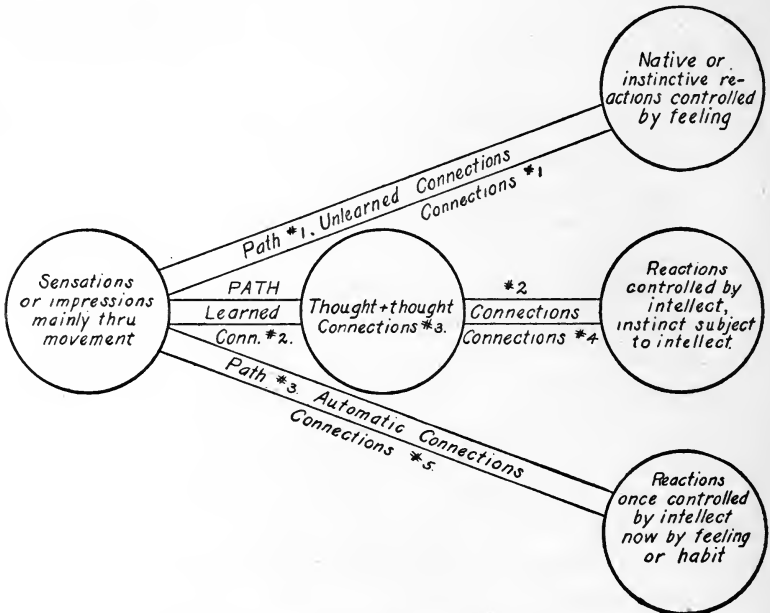 Native or
instinctive re-
actions controlled
by feeling
Path #1. Unlearned Connections
Connections #1
Sensations
or impressions
mainly thru
movement
PATH
Learned
Conn. #2.
Thought+thought
Connections #3.
#2
Connections
Connections #4
Reactions
controlled by
intellect,
instinct subject
to intellect.
Path #3. Automatic Connections
Connections #5.
Reactions
once controlled
by intellect
now by feeling
or habit